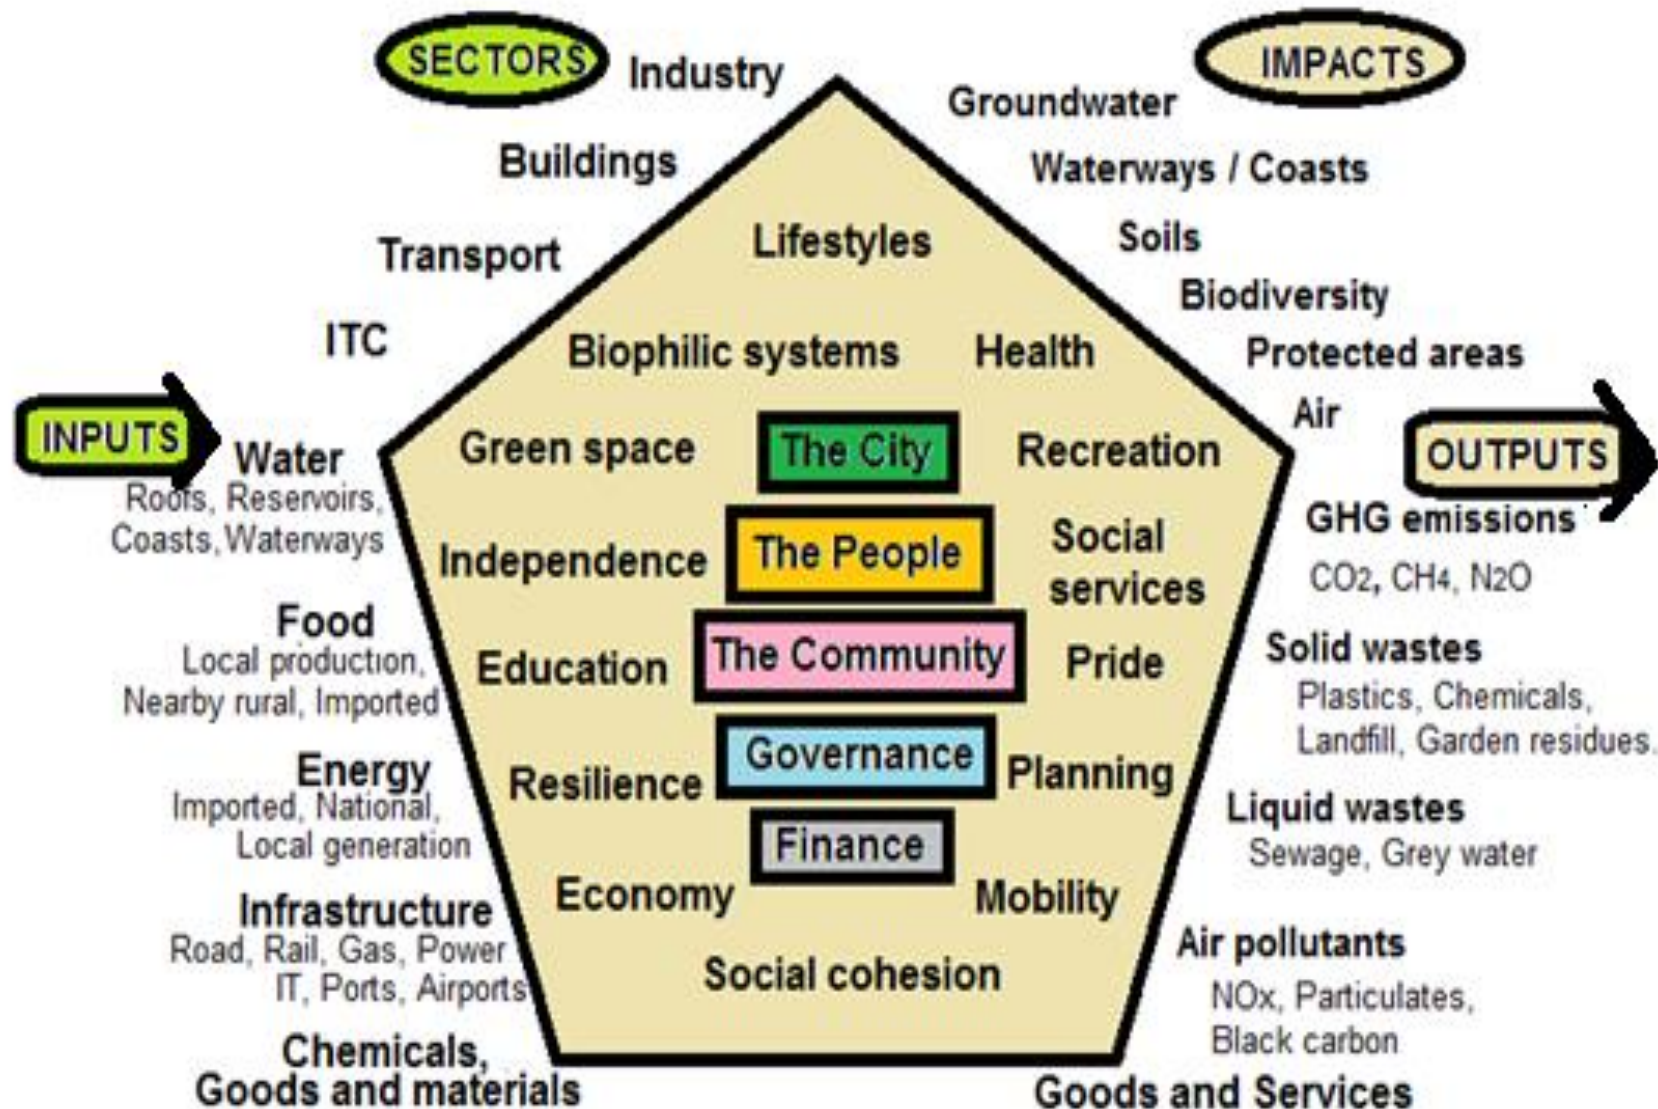 SECTORS
Industry
Buildings
Transport
ITC
IMPACTS
Groundwater
Waterways / Coasts
Soils
Biodiversity
Protected areas
Air
INPUTS
Water
Roofs, Reservoirs,
Coasts, Waterways
Food
Local production,
Nearby rural, Imported
Energy
Imported, National,
Local generation
Infrastructure
Road, Rail, Gas, Power
IT, Ports, Airports
Chemicals,
Goods and materials
Lifestyles
Biophilic systems
Health
Green space
The City
Recreation
Independence
The People
Social
services
Education
The Community
Pride
Resilience
Governance
Planning
Finance
Economy
Mobility
Social cohesion
OUTPUTS
GHG emissions
CO2, CH4, N2O
Solid wastes
Plastics, Chemicals,
Landfill, Garden residues.
Liquid wastes
Sewage, Grey water
Air pollutants
NOx, Particulates,
Black carbon
Goods and Services